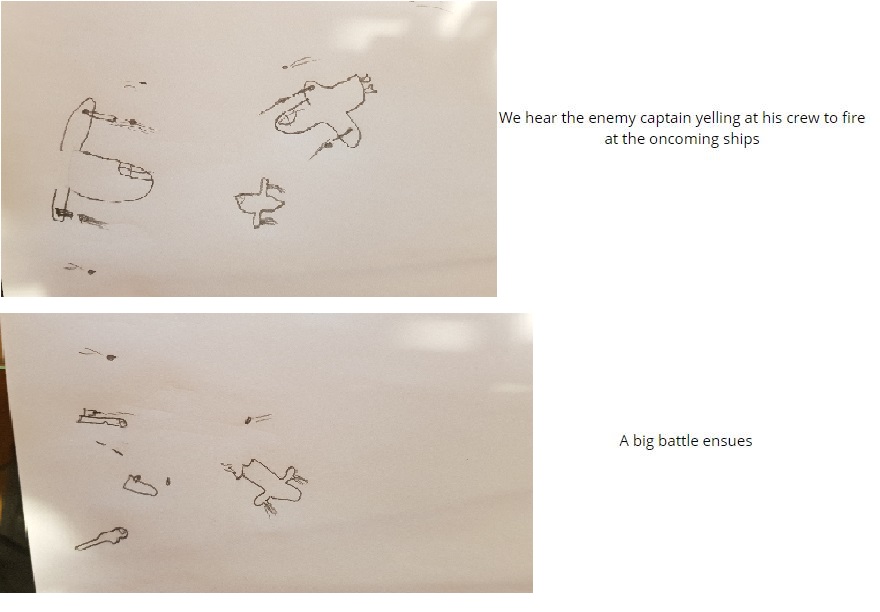 We hear the enemy captain yelling at his crew to fire
at the oncoming ships
A big battle ensues